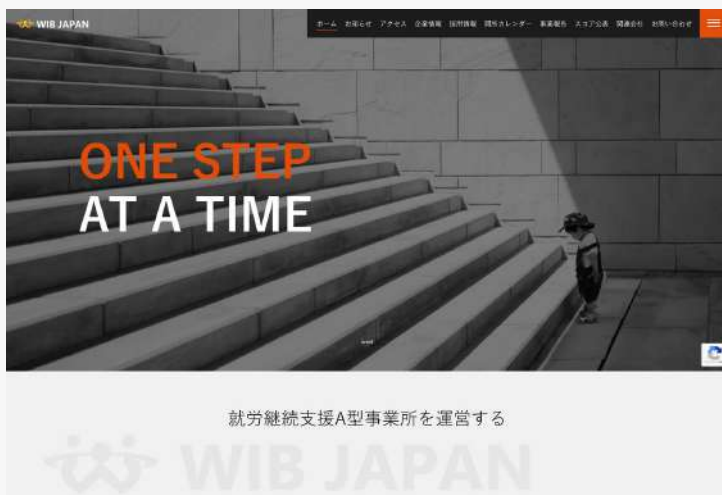 WIB JAPAN
ホーム お知らせ アクセス 企業情報 採用情報 開所カレンダー 事業報告 スコア公表 関連会社 お問い合わせ
ONE STEP
AT A TIME
就労継続支援A型事業所を運営する
WIB JAPAN